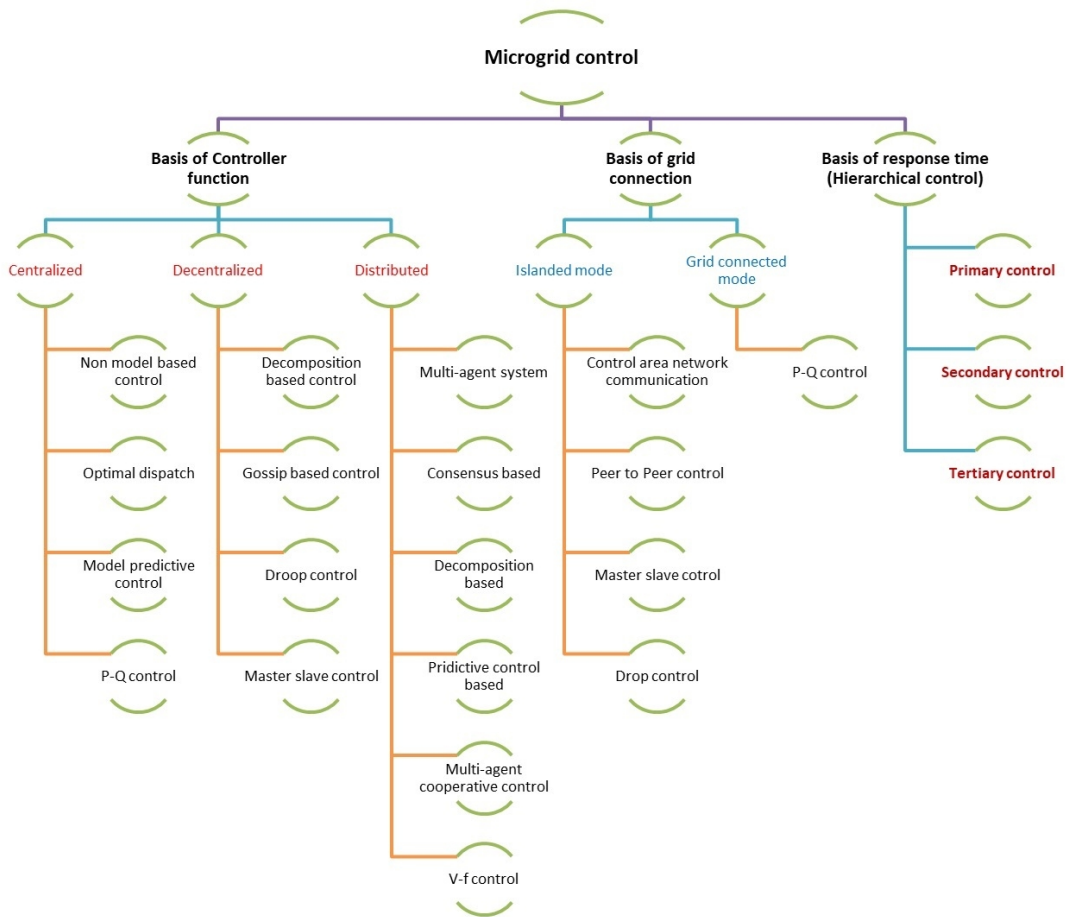 Microgrid control
Basis of Controller
function
Basis of grid
connection
Basis of response time
(Hierarchical control)
Centralized
Decentralized
Distributed
Islanded mode
Grid connected
mode
Primary control
Non model based
control
Decomposition
based control
Multi-agent system
Control area network
communication
P-Q control
Secondary control
Optimal dispatch
Gossip based control
Consensus based
Peer to Peer control
Tertiary control
Model predictive
control
Droop control
Decomposition
based
Master slave cotrol
P-Q control
Master slave control
Pridictive control
based
Drop control
Multi-agent
cooperative control
V-f control